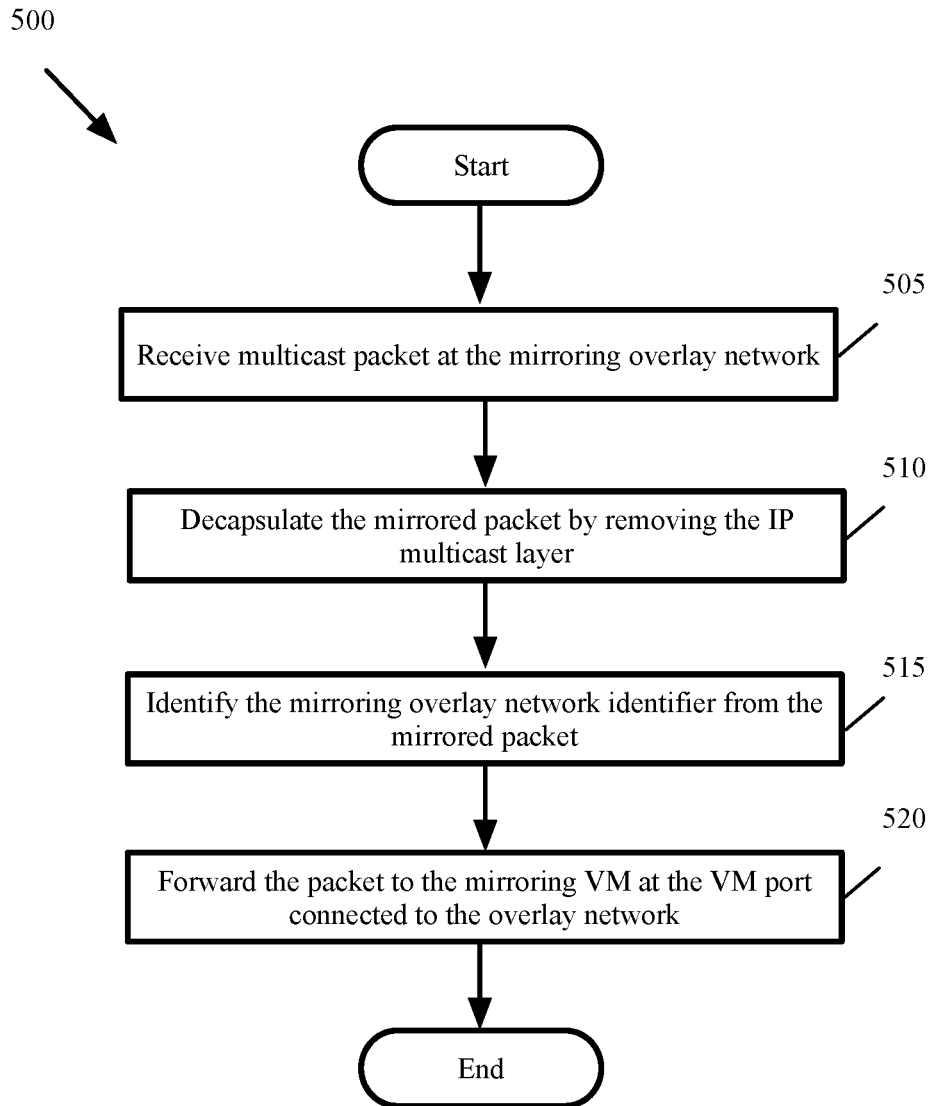 500
Start
505
Receive multicast packet at the mirroring overlay network
510
Decapsulate the mirrored packet by removing the IP
multicast layer
515
Identify the mirroring overlay network identifier from the
mirrored packet
520
Forward the packet to the mirroring VM at the VM port
connected to the overlay network
End